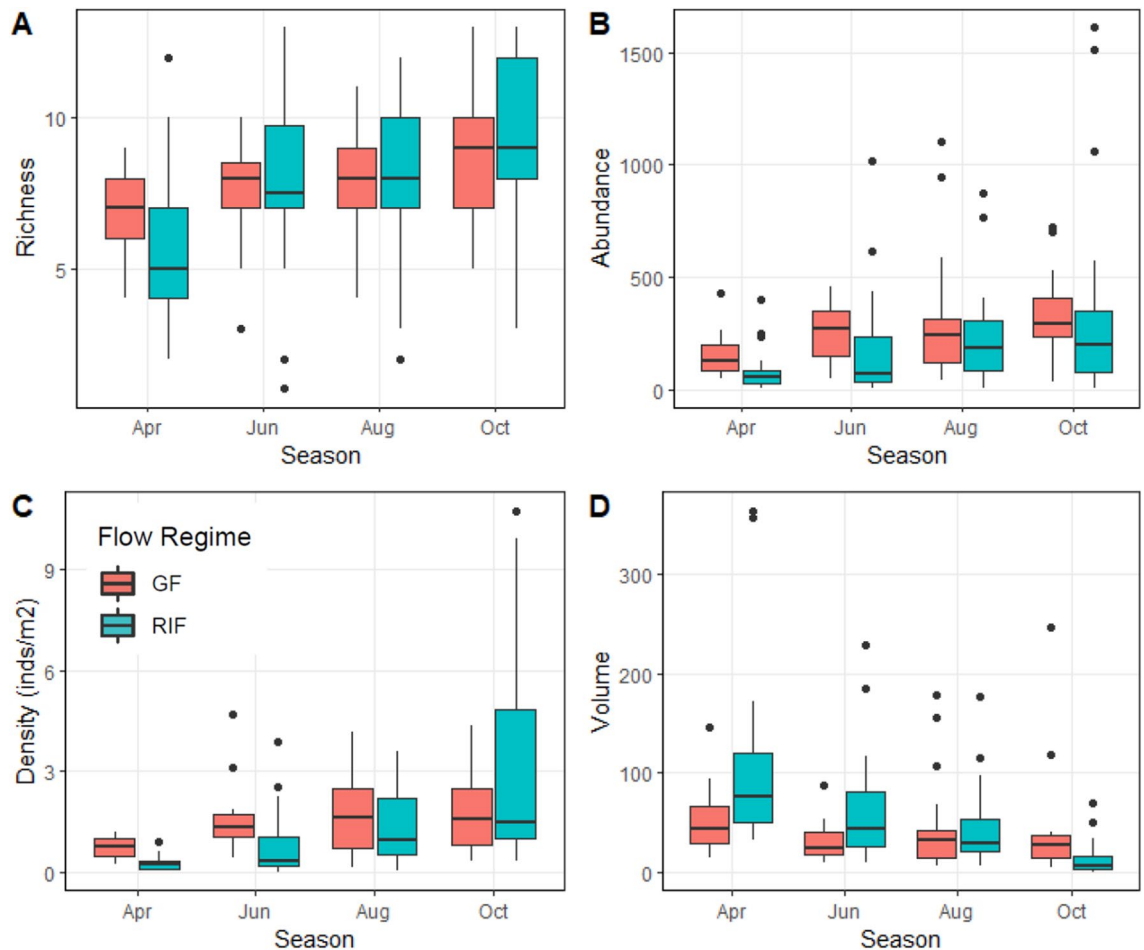 A
Richness
10
5
Apr Jun Aug Oct
Season
B
Abundance
1500
1000
500
0
Apr Jun Aug Oct
Season
C
Density (inds/m2)
9
6
3
0
Flow Regime
GF
RIF
Apr Jun Aug Oct
Season
D
Volume
300
200
100
0
Apr Jun Aug Oct
Season